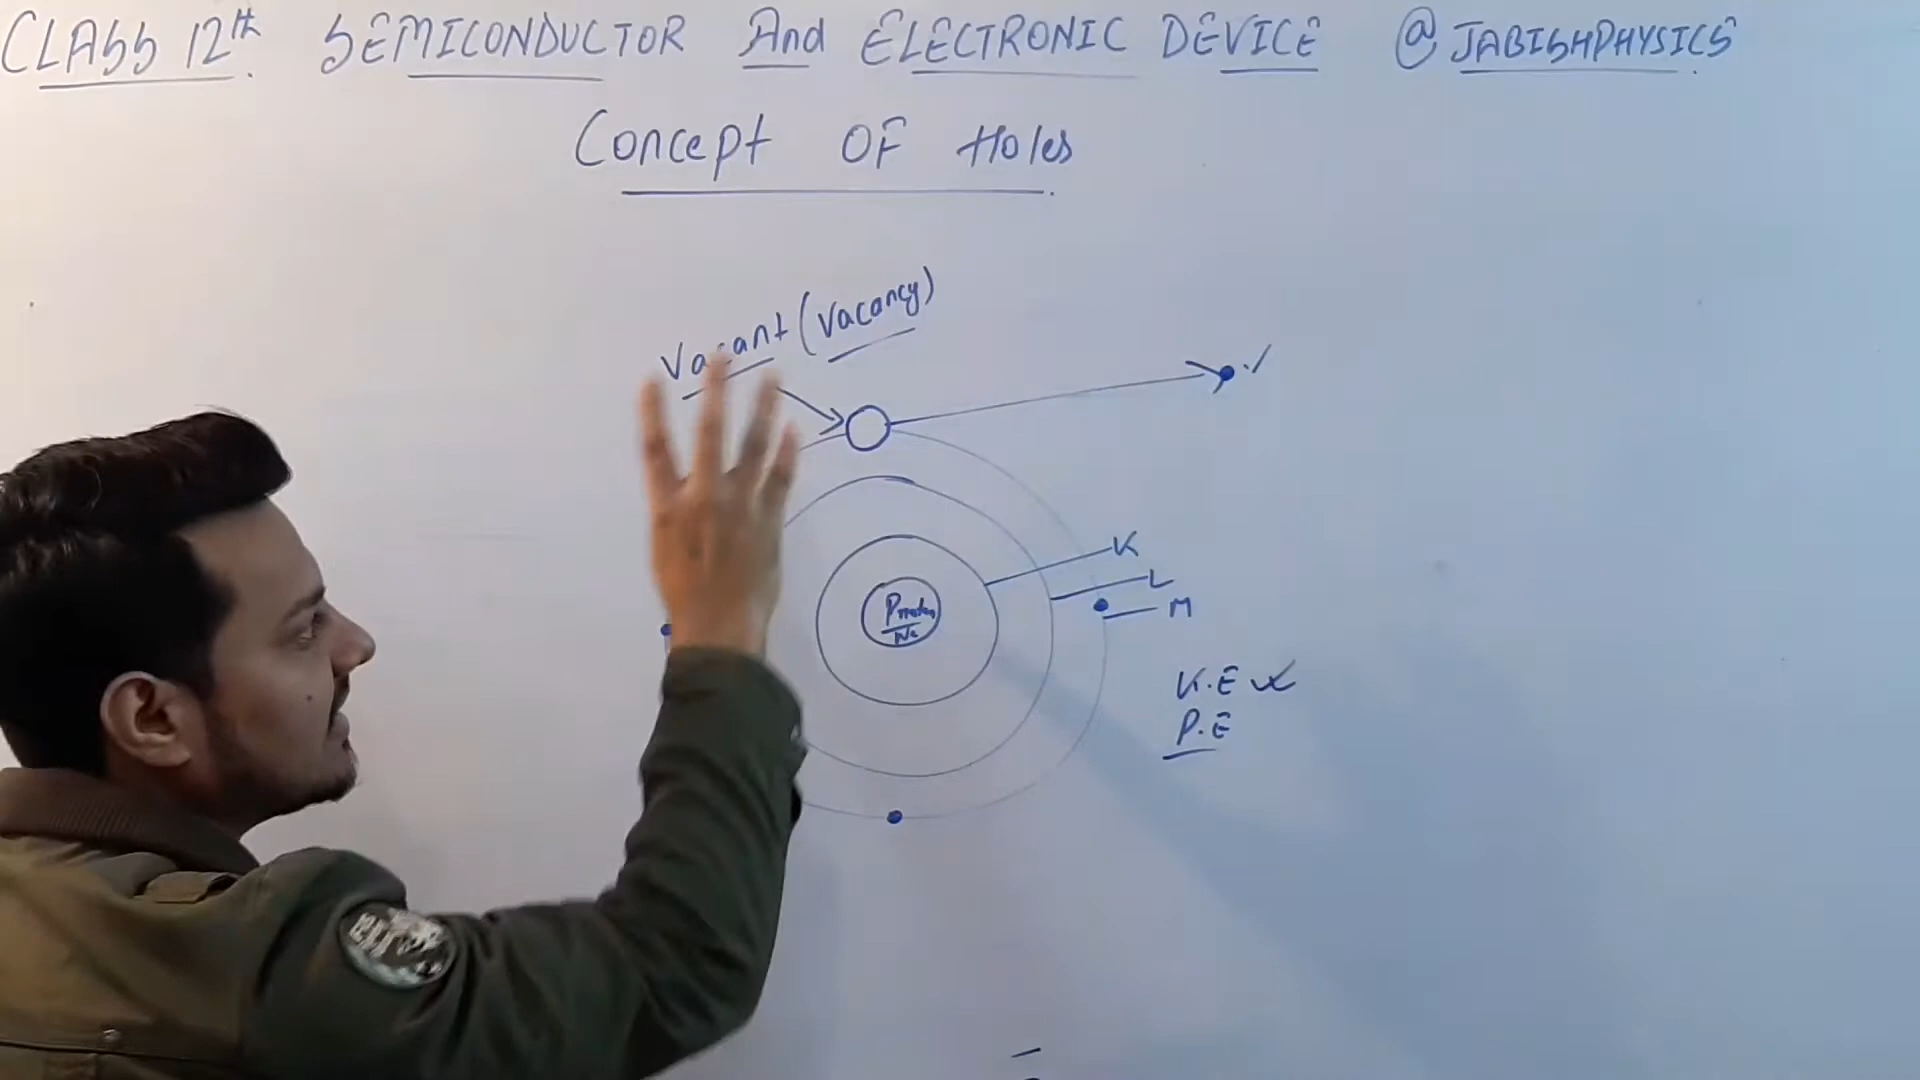 CLASS 12th SEMICONDUCTOR And ELECTRONIC DEVICE @JABISHPHYSICS
Concept OF Holes
Vacant (Vacancy)
K
L
M
K.E
P.E